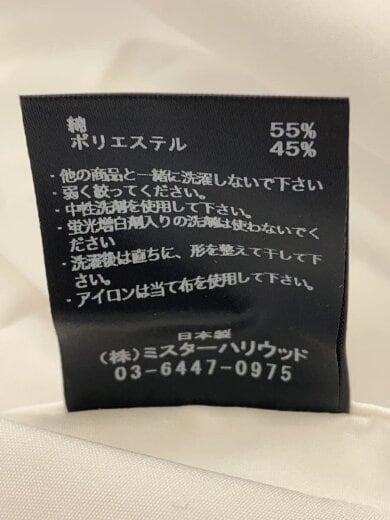 綿 55%
ポリエステル 45%
・他の商品と一緒に洗濯しないで下さい
・弱く絞ってください。
・中性洗剤を使用して下さい。
・蛍光増白剤入りの洗剤は使わないでく
ださい
・洗濯後は直ちに、形を整えて干して下
さい。
・アイロンは当て布を使用して下さい。
日本製
(株)ミスターハリウッド
03-6447-0975